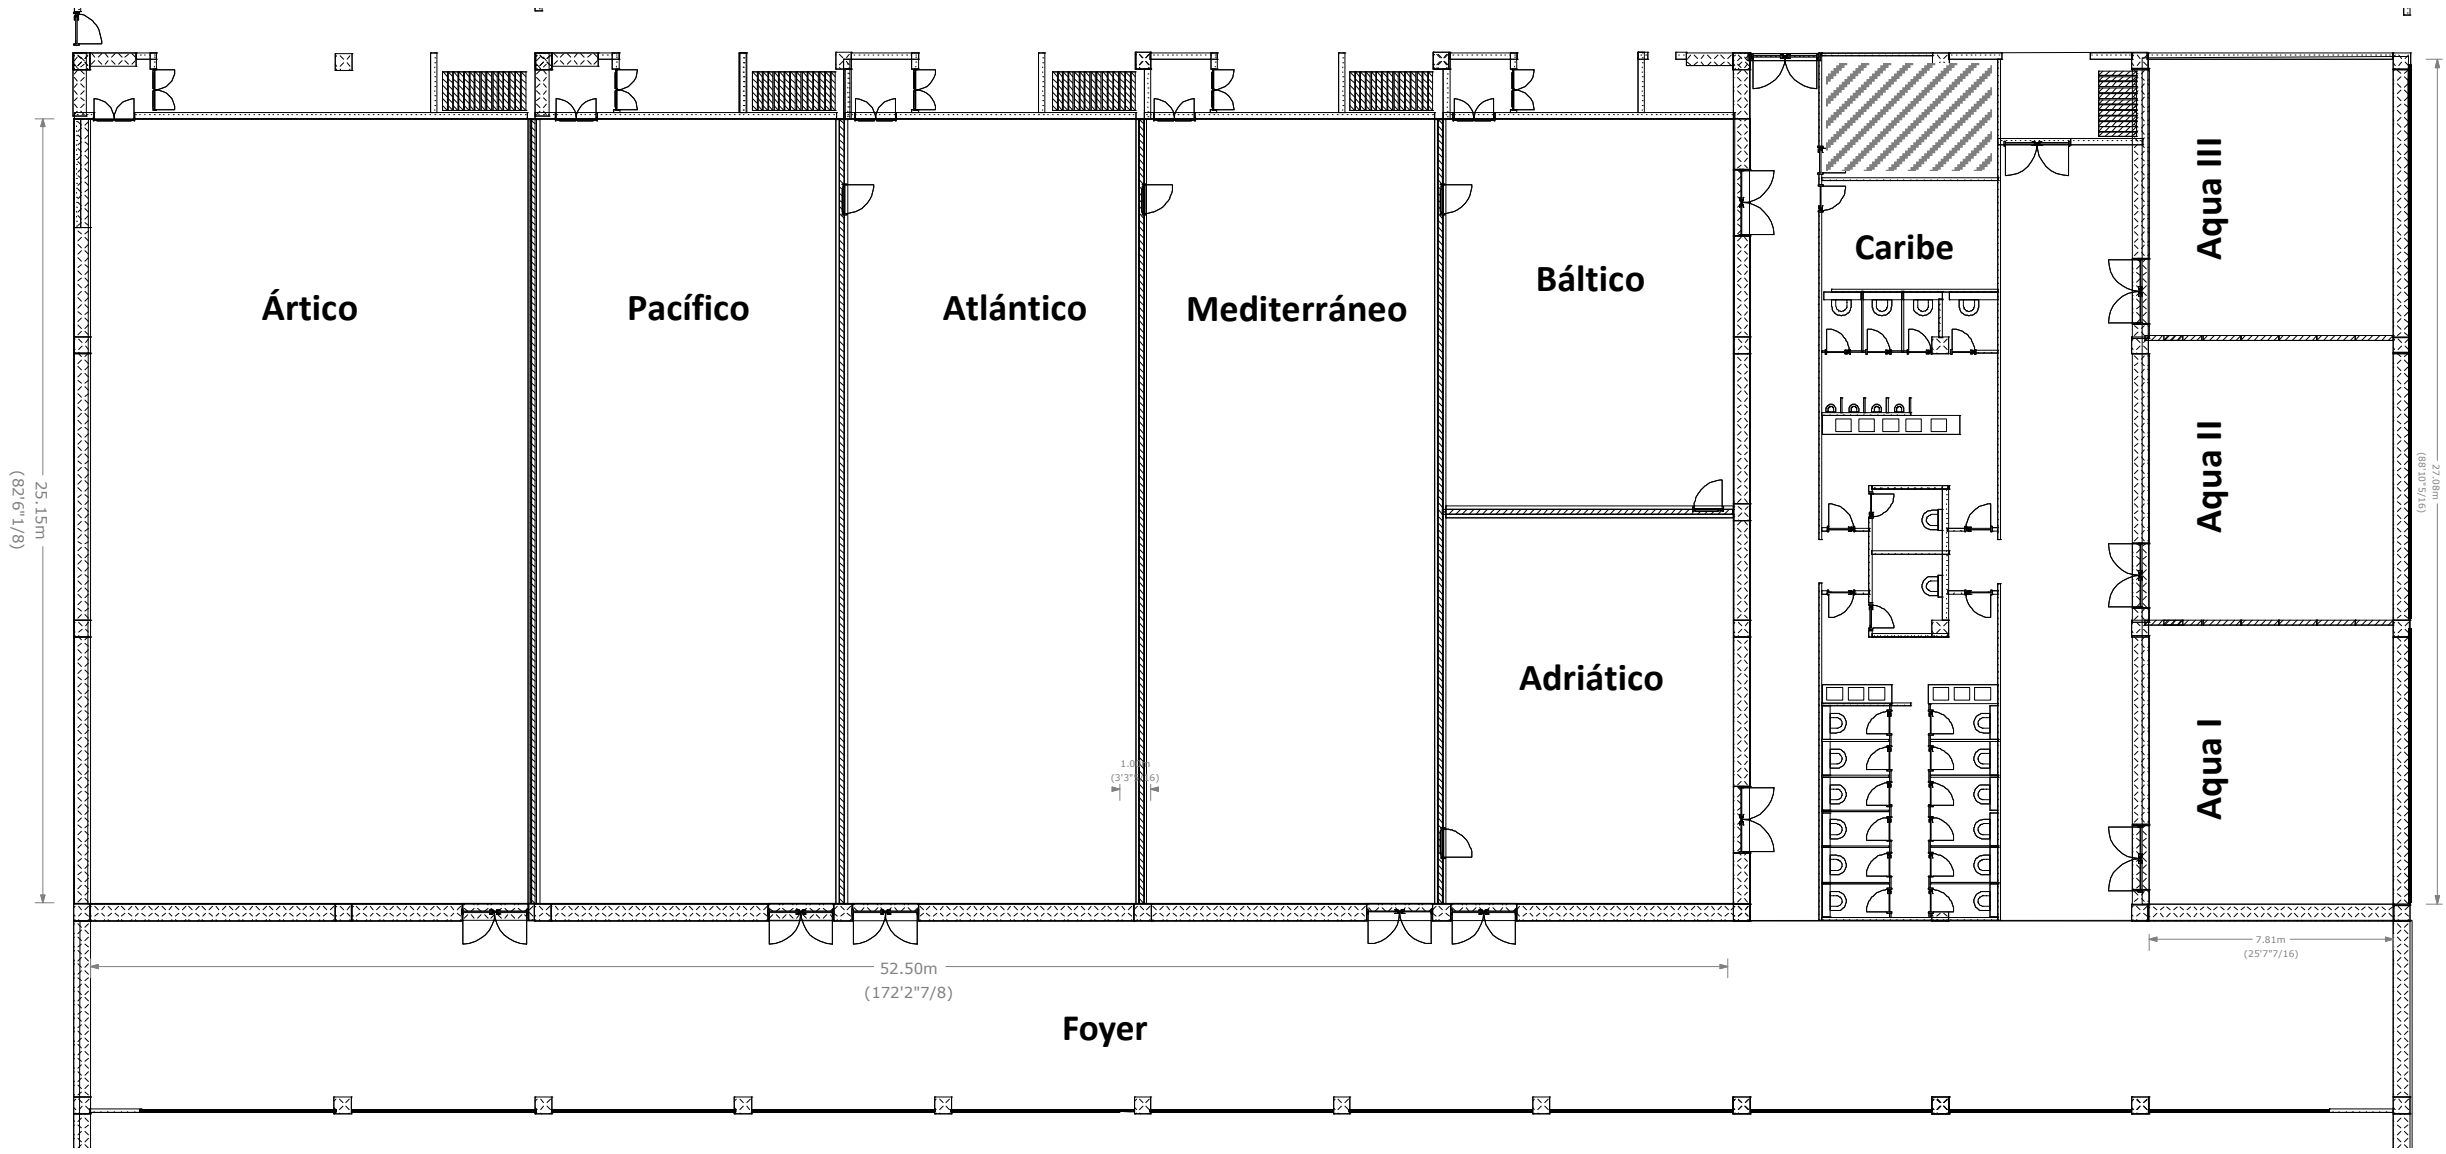 Ártico
Pacífico
Atlántico
Mediterráneo
Báltico
Caribe
Aqua III
Aqua II
Aqua I
Adriático
25.15m
(82'6"1/8)
27.08m
(88'10"5/16)
7.81m
(25'7"7/16)
52.50m
(172'2"7/8)
Foyer